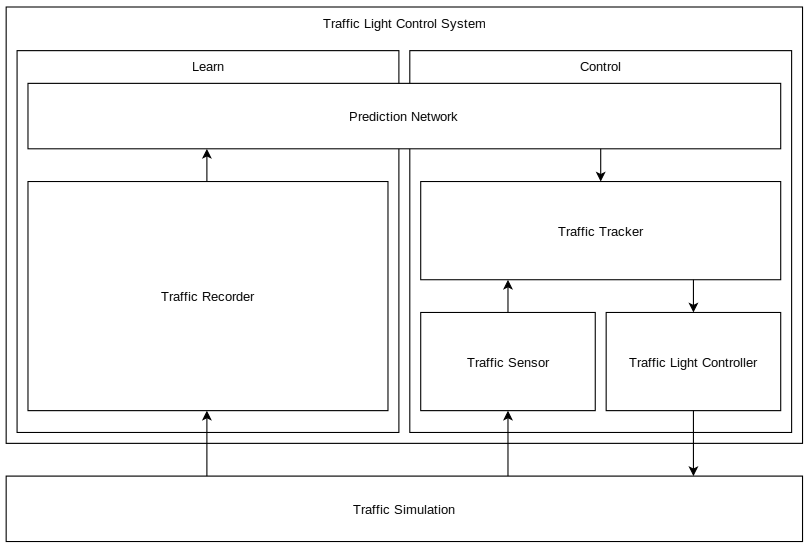 Traffic Light Control System
Learn
Control
Prediction Network
Traffic Tracker
Traffic Recorder
Traffic Sensor
Traffic Light Controller
Traffic Simulation